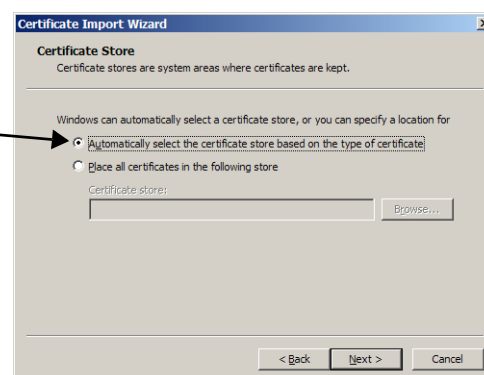 Certificate Import Wizard
Certificate Store
Certificate stores are system areas where certificates are kept.
Windows can automatically select a certificate store, or you can specify a location for
Automatically select the certificate store based on the type of certificate
Place all certificates in the following store
Certificate store:
Browse...
< Back
Next >
Cancel